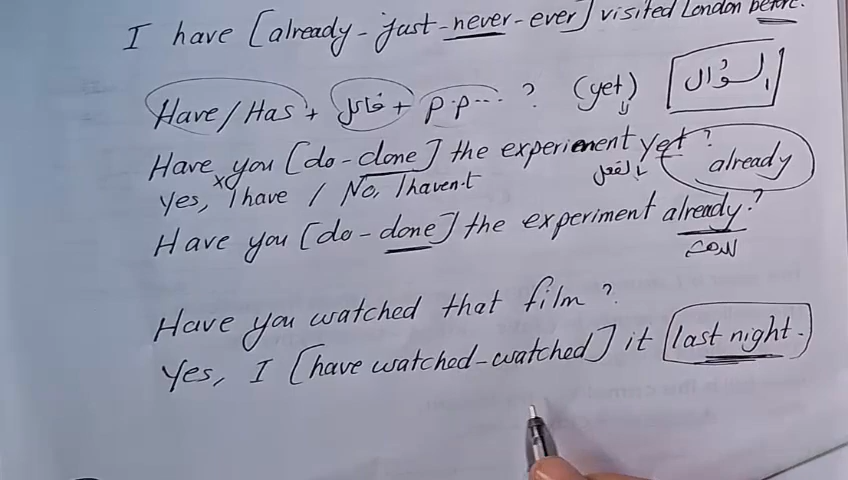 I have [already - just - never - ever] visited London before.
Have/Has + فاعل + p.p... ? (yet) السؤال
Have you [do - done] the experiment yet? already
بالفعل
Yes, I have / No, I haven't
Have you [do - done] the experiment already?
للدهشة
Have you watched that film?
Yes, I [have watched - watched] it last night.